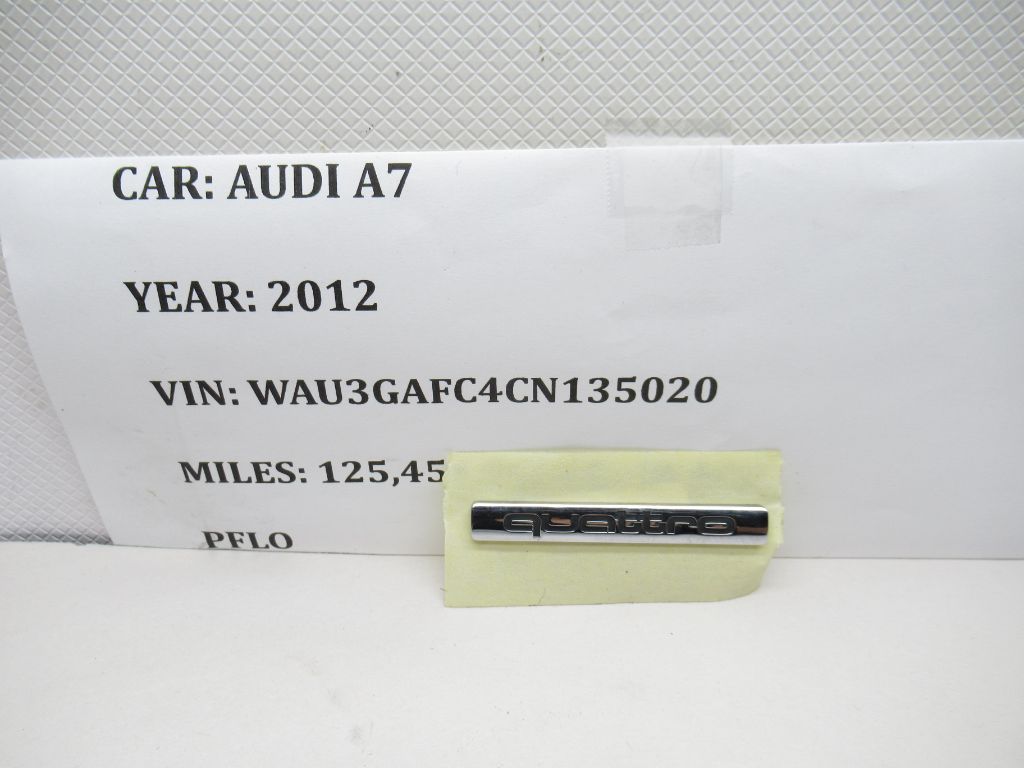 CAR: AUDI A7
YEAR: 2012
VIN: WAU3GAFC4CN135020
MILES: 125,45
PFLO
quattro